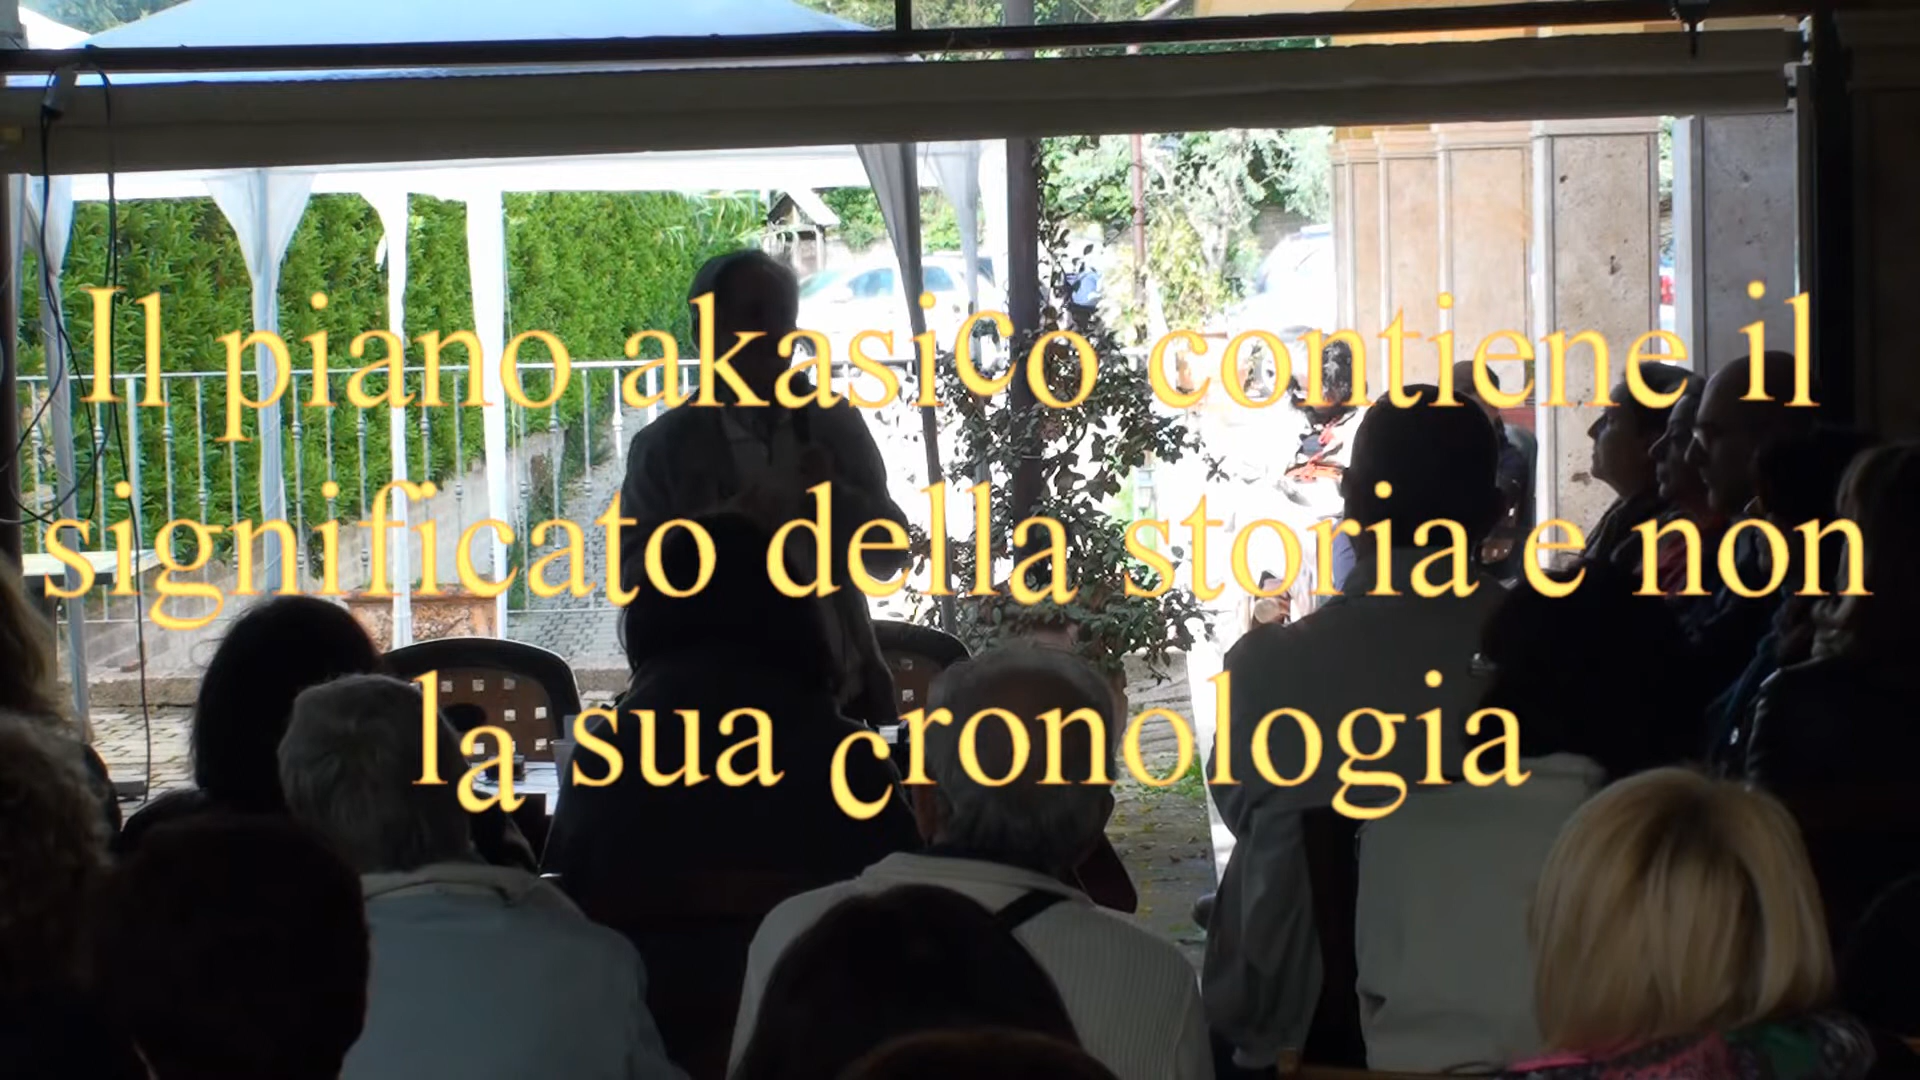 Il piano akasico contiene il
significato della storia e non
la sua cronologia